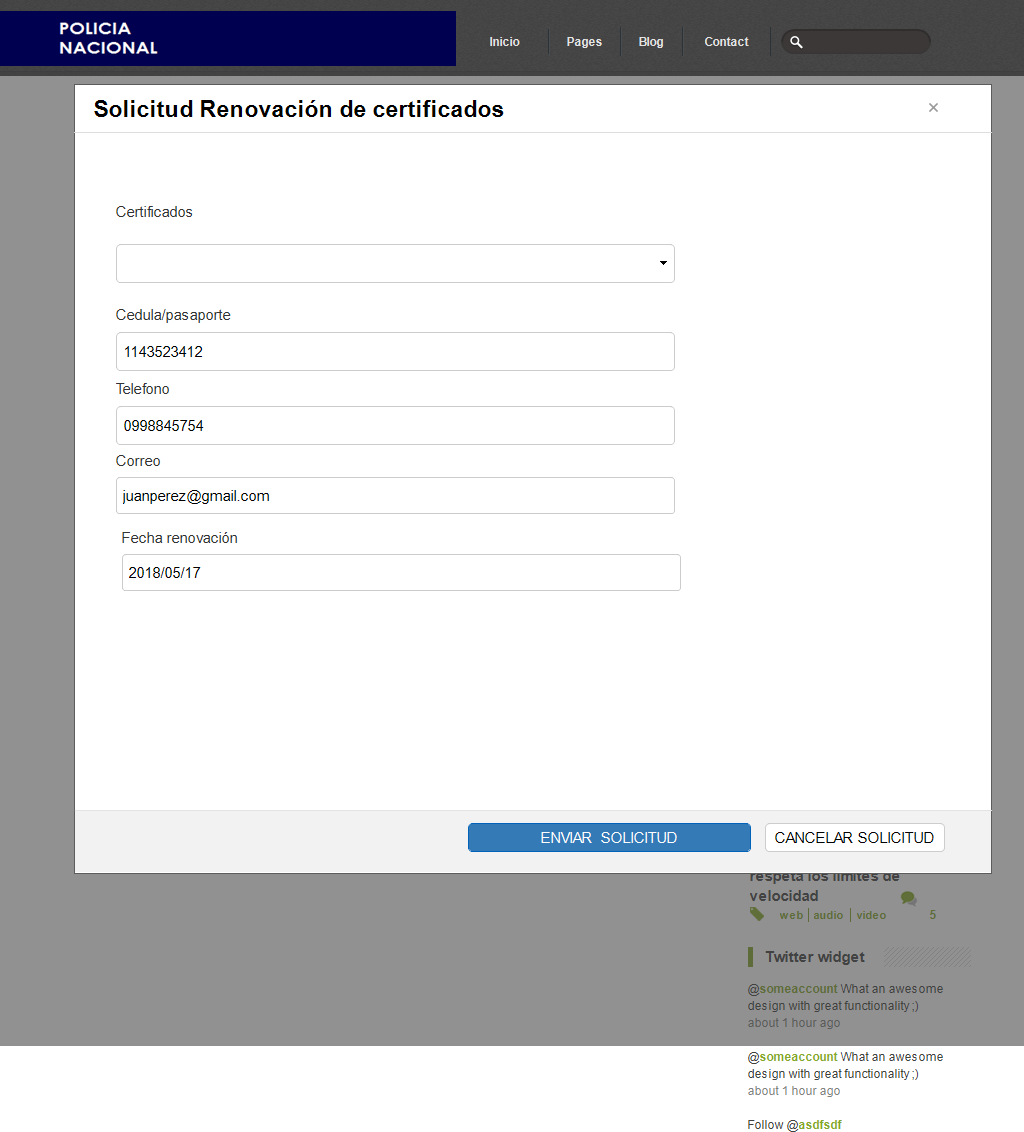 POLICIA
NACIONAL
Inicio Pages Blog Contact
Solicitud Renovación de certificados ×
Certificados
Cedula/pasaporte
1143523412
Telefono
0998845754
Correo
juanperez@gmail.com
Fecha renovación
2018/05/17
ENVIAR SOLICITUD CANCELAR SOLICITUD
respeta los limites de
velocidad
web audio video 5
Twitter widget
@someaccount What an awesome
design with great functionality ;)
about 1 hour ago
@someaccount What an awesome
design with great functionality ;)
about 1 hour ago
Follow @asdfsdf